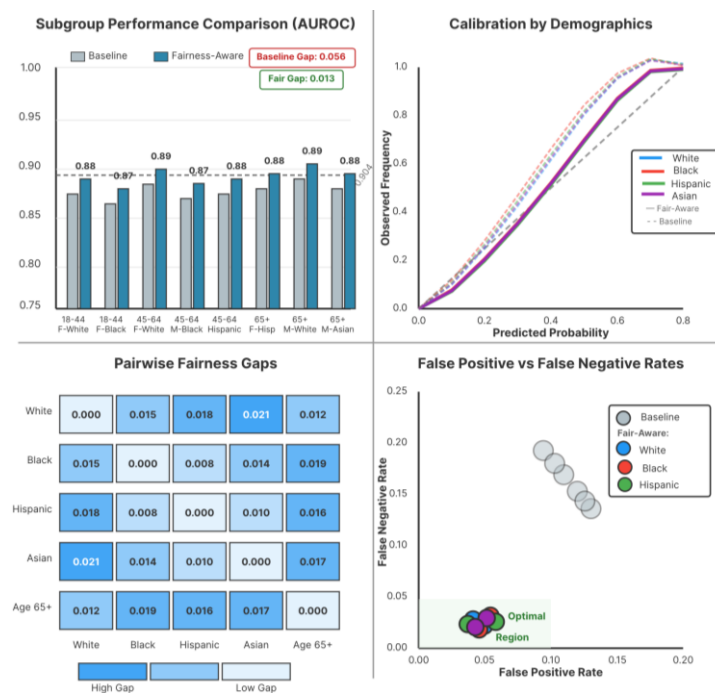 Subgroup Performance Comparison (AUROC)
Baseline
Fairness-Aware
Baseline Gap: 0.056
Fair Gap: 0.013
1.00
0.95
0.90
0.85
0.80
0.75
0.88
0.87
0.89
0.87
0.88
0.88
0.89
0.88
0.904
18-44 18-44 45-64 45-64 45-64 65+ 65+ 65+
F-White F-Black F-White M-Black Hispanic F-Hisp M-White M-Asian
Calibration by Demographics
Observed Frequency
1.0
0.8
0.6
0.4
0.2
0.0
0.0 0.2 0.4 0.6 0.8
Predicted Probability
White
Black
Hispanic
Asian
Fair-Aware
Baseline
Pairwise Fairness Gaps
White 0.000 0.015 0.018 0.021 0.012
Black 0.015 0.000 0.008 0.014 0.019
Hispanic 0.018 0.008 0.000 0.010 0.016
Asian 0.021 0.014 0.010 0.000 0.017
Age 65+ 0.012 0.019 0.016 0.017 0.000
White Black Hispanic Asian Age 65+
High Gap Low Gap
False Positive vs False Negative Rates
False Negative Rate
0.25
0.20
0.15
0.10
0.05
0.00
Baseline
Fair-Aware:
White
Black
Hispanic
Optimal
Region
0.00 0.05 0.10 0.15 0.20
False Positive Rate